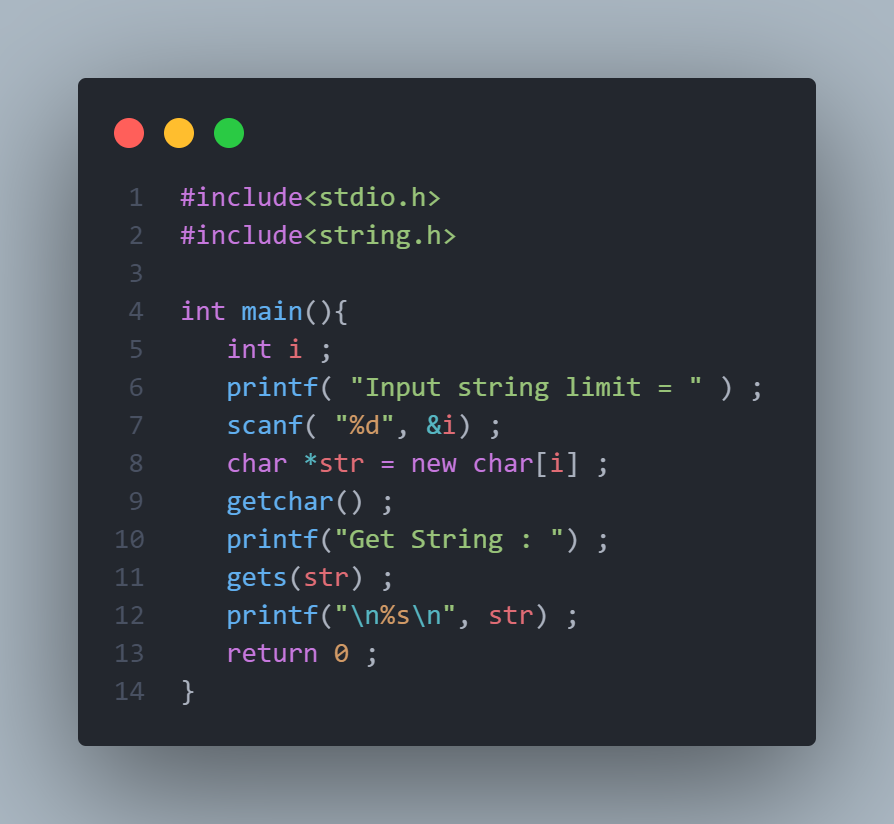 1 #include<stdio.h>
2 #include<string.h>
3
4 int main(){
5    int i ;
6    printf( "Input string limit = " ) ;
7    scanf( "%d", &i) ;
8    char *str = new char[i] ;
9    getchar() ;
10    printf("Get String : ") ;
11    gets(str) ;
12    printf("\n%s\n", str) ;
13    return 0 ;
14 }